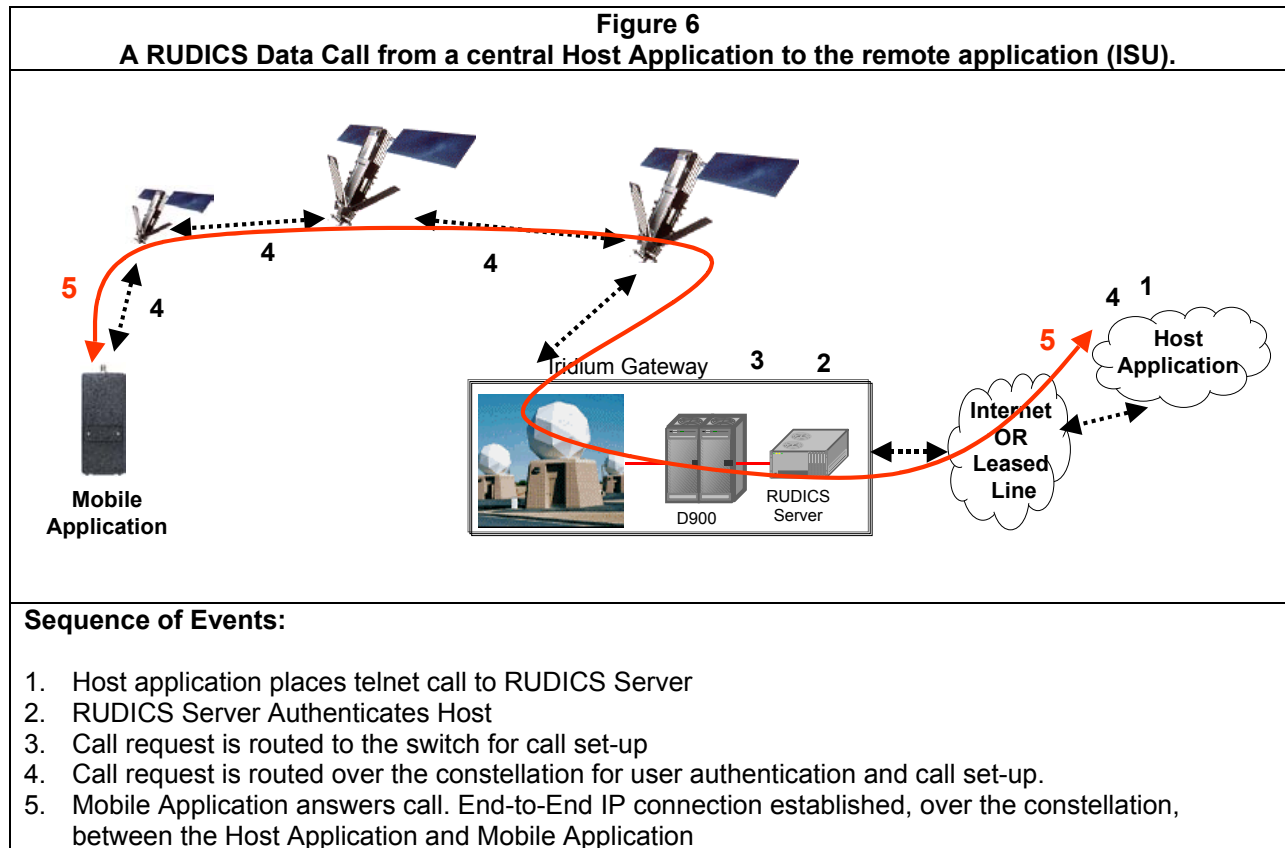 Figure 6
A RUDICS Data Call from a central Host Application to the remote application (ISU).
4
4
5
4
4 1
5
Host
Application
3 2
Iridium Gateway
Internet
OR
Leased
Line
Mobile
Application
D900
RUDICS
Server
Sequence of Events:
1. Host application places telnet call to RUDICS Server
2. RUDICS Server Authenticates Host
3. Call request is routed to the switch for call set-up
4. Call request is routed over the constellation for user authentication and call set-up.
5. Mobile Application answers call. End-to-End IP connection established, over the constellation,
between the Host Application and Mobile Application